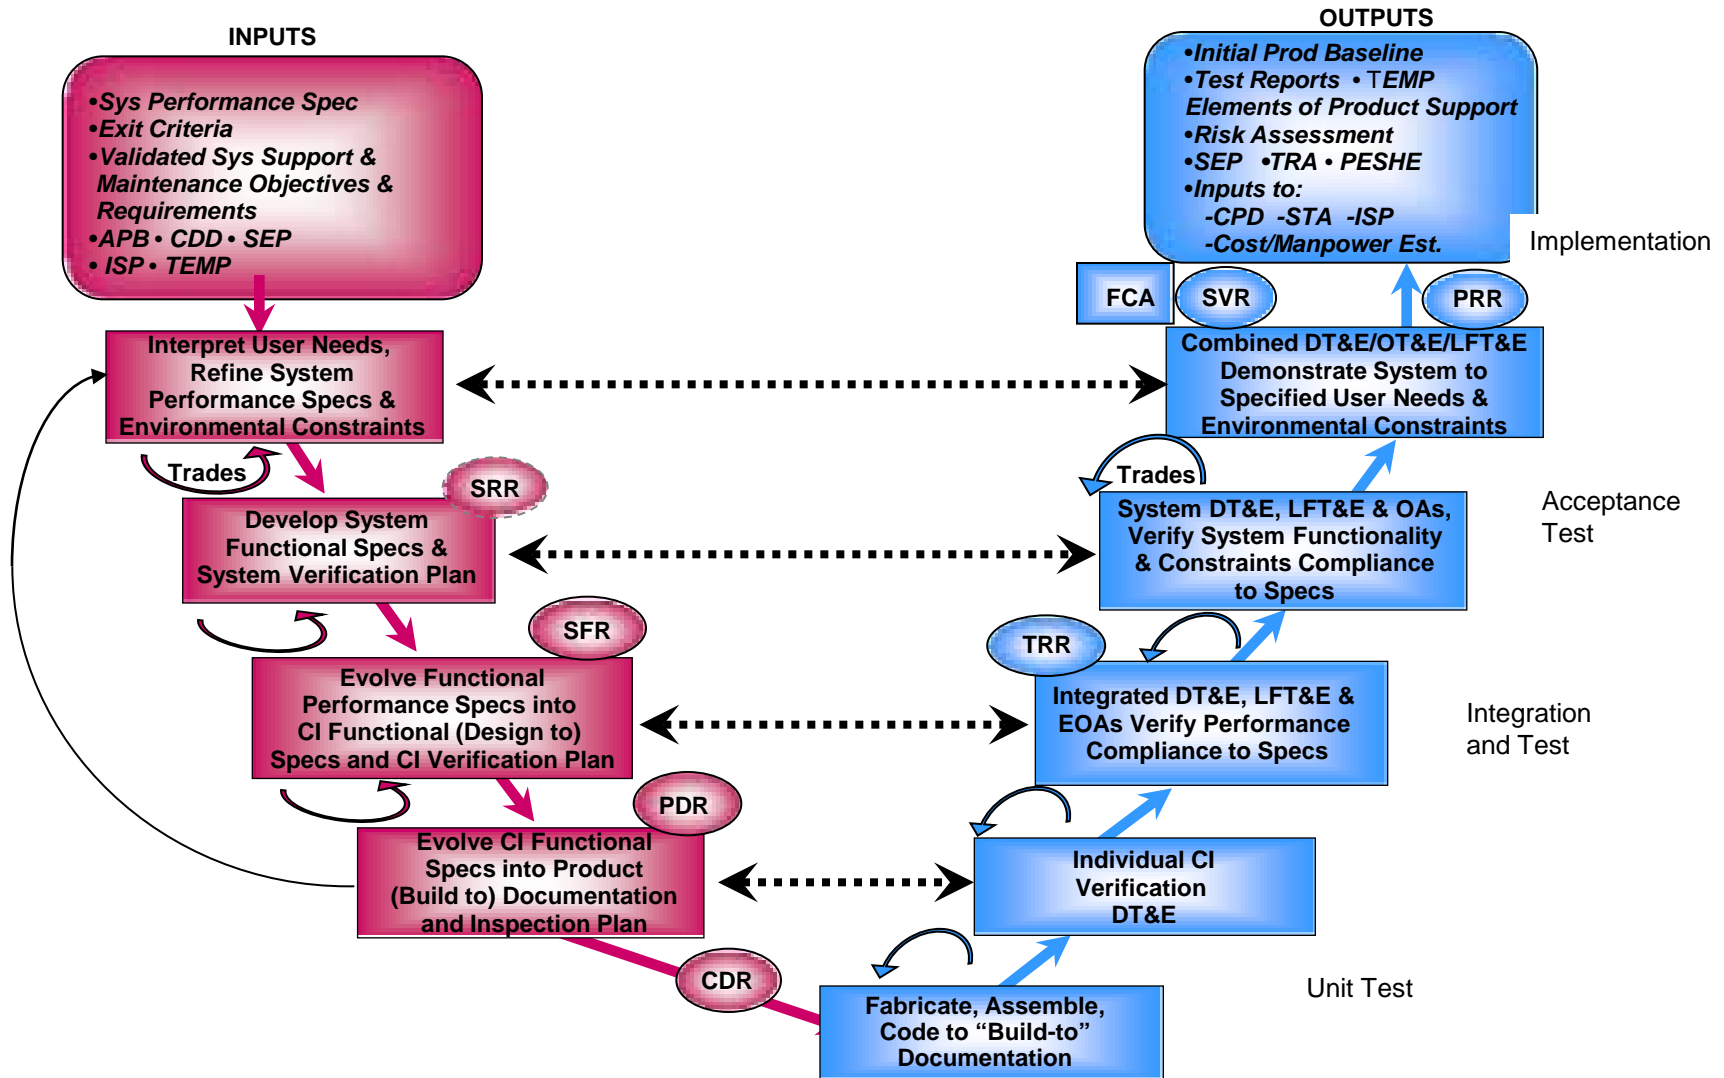 INPUTS
•Sys Performance Spec
•Exit Criteria
•Validated Sys Support &
Maintenance Objectives &
Requirements
•APB • CDD • SEP
• ISP • TEMP
Interpret User Needs,
Refine System
Performance Specs &
Environmental Constraints
Trades
SRR
Develop System
Functional Specs &
System Verification Plan
SFR
Evolve Functional
Performance Specs into
CI Functional (Design to)
Specs and CI Verification Plan
PDR
Evolve CI Functional
Specs into Product
(Build to) Documentation
and Inspection Plan
CDR
Fabricate, Assemble,
Code to “Build-to”
Documentation
Individual CI
Verification
DT&E
TRR
Integrated DT&E, LFT&E &
EOAs Verify Performance
Compliance to Specs
Trades
System DT&E, LFT&E & OAs,
Verify System Functionality
& Constraints Compliance
to Specs
FCA
SVR
PRR
Combined DT&E/OT&E/LFT&E
Demonstrate System to
Specified User Needs &
Environmental Constraints
OUTPUTS
•Initial Prod Baseline
•Test Reports • TEMP
Elements of Product Support
•Risk Assessment
•SEP •TRA • PESHE
•Inputs to:
-CPD -STA -ISP
-Cost/Manpower Est.
Implementation
Acceptance
Test
Integration
and Test
Unit Test